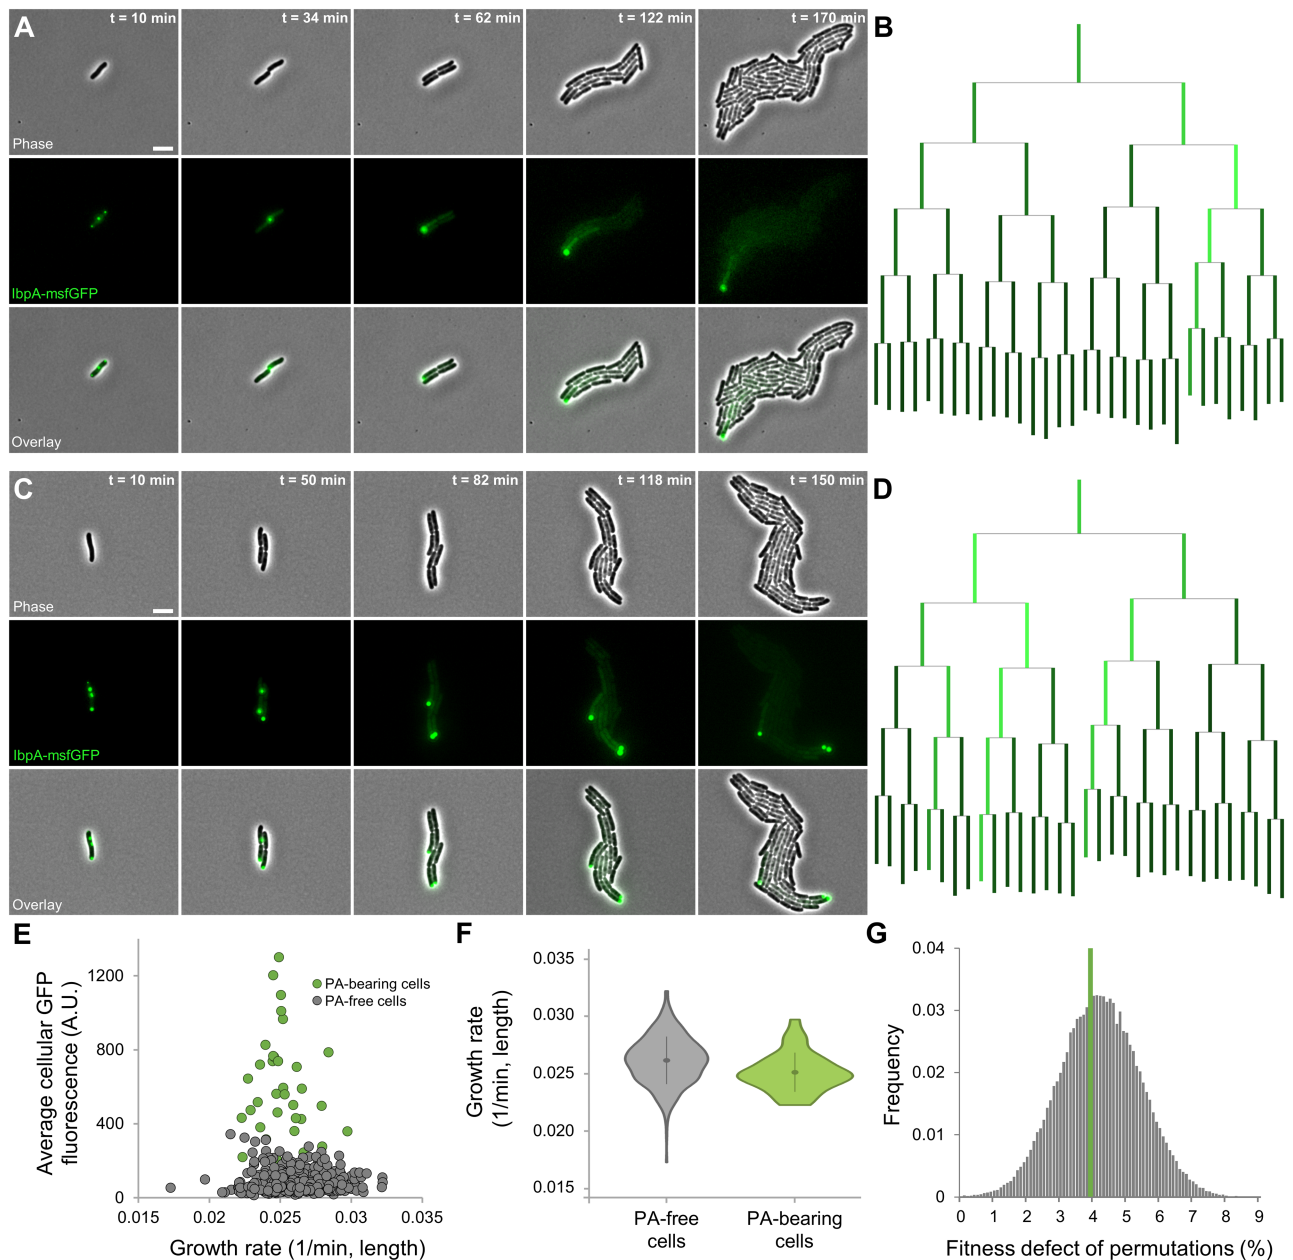 A
t = 10 min
t = 34 min
t = 62 min
t = 122 min
t = 170 min
Phase
IbpA-msfGFP
Overlay
B
C
t = 10 min
t = 50 min
t = 82 min
t = 118 min
t = 150 min
Phase
IbpA-msfGFP
Overlay
D
E
Average cellular GFP
fluorescence (A.U.)
1200
800
400
0
PA-bearing cells
PA-free cells
0.015
0.02
0.025
0.03
0.035
Growth rate (1/min, length)
F
Growth rate
(1/min, length)
0.035
0.030
0.025
0.020
0.015
PA-free
cells
PA-bearing
cells
G
Frequency
0.04
0.03
0.02
0.01
0
0 1 2 3 4 5 6 7 8 9
Fitness defect of permutations (%)